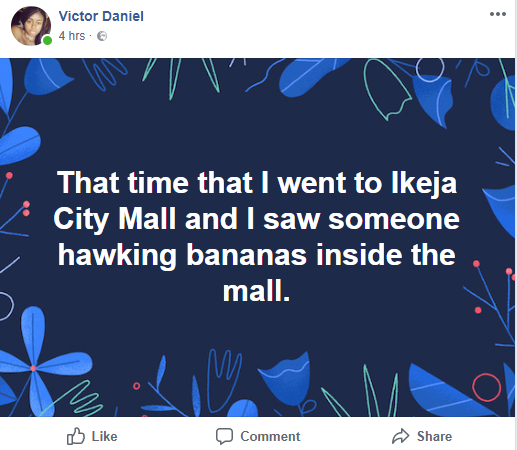 Victor Daniel
4 hrs ·
That time that I went to Ikeja
City Mall and I saw someone
hawking bananas inside the
mall.
Like Comment Share